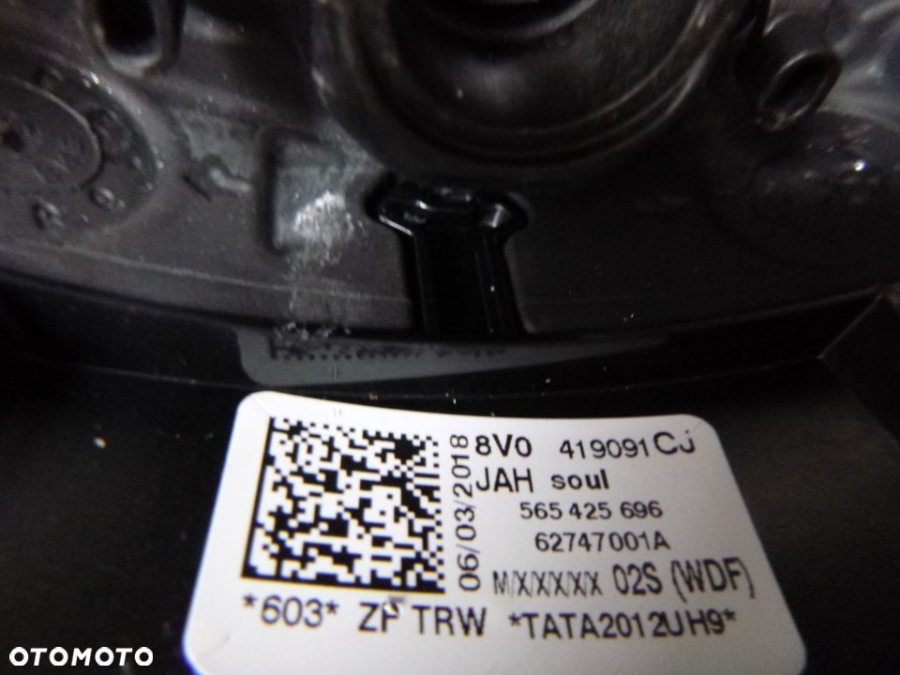 06/03/2018
8V0 419091CJ
JAH soul
565 425 696
62747001A
M/XXXXX 02S (WDF)
*603* ZF TRW *TATA2012UH9*
OTOMOTO